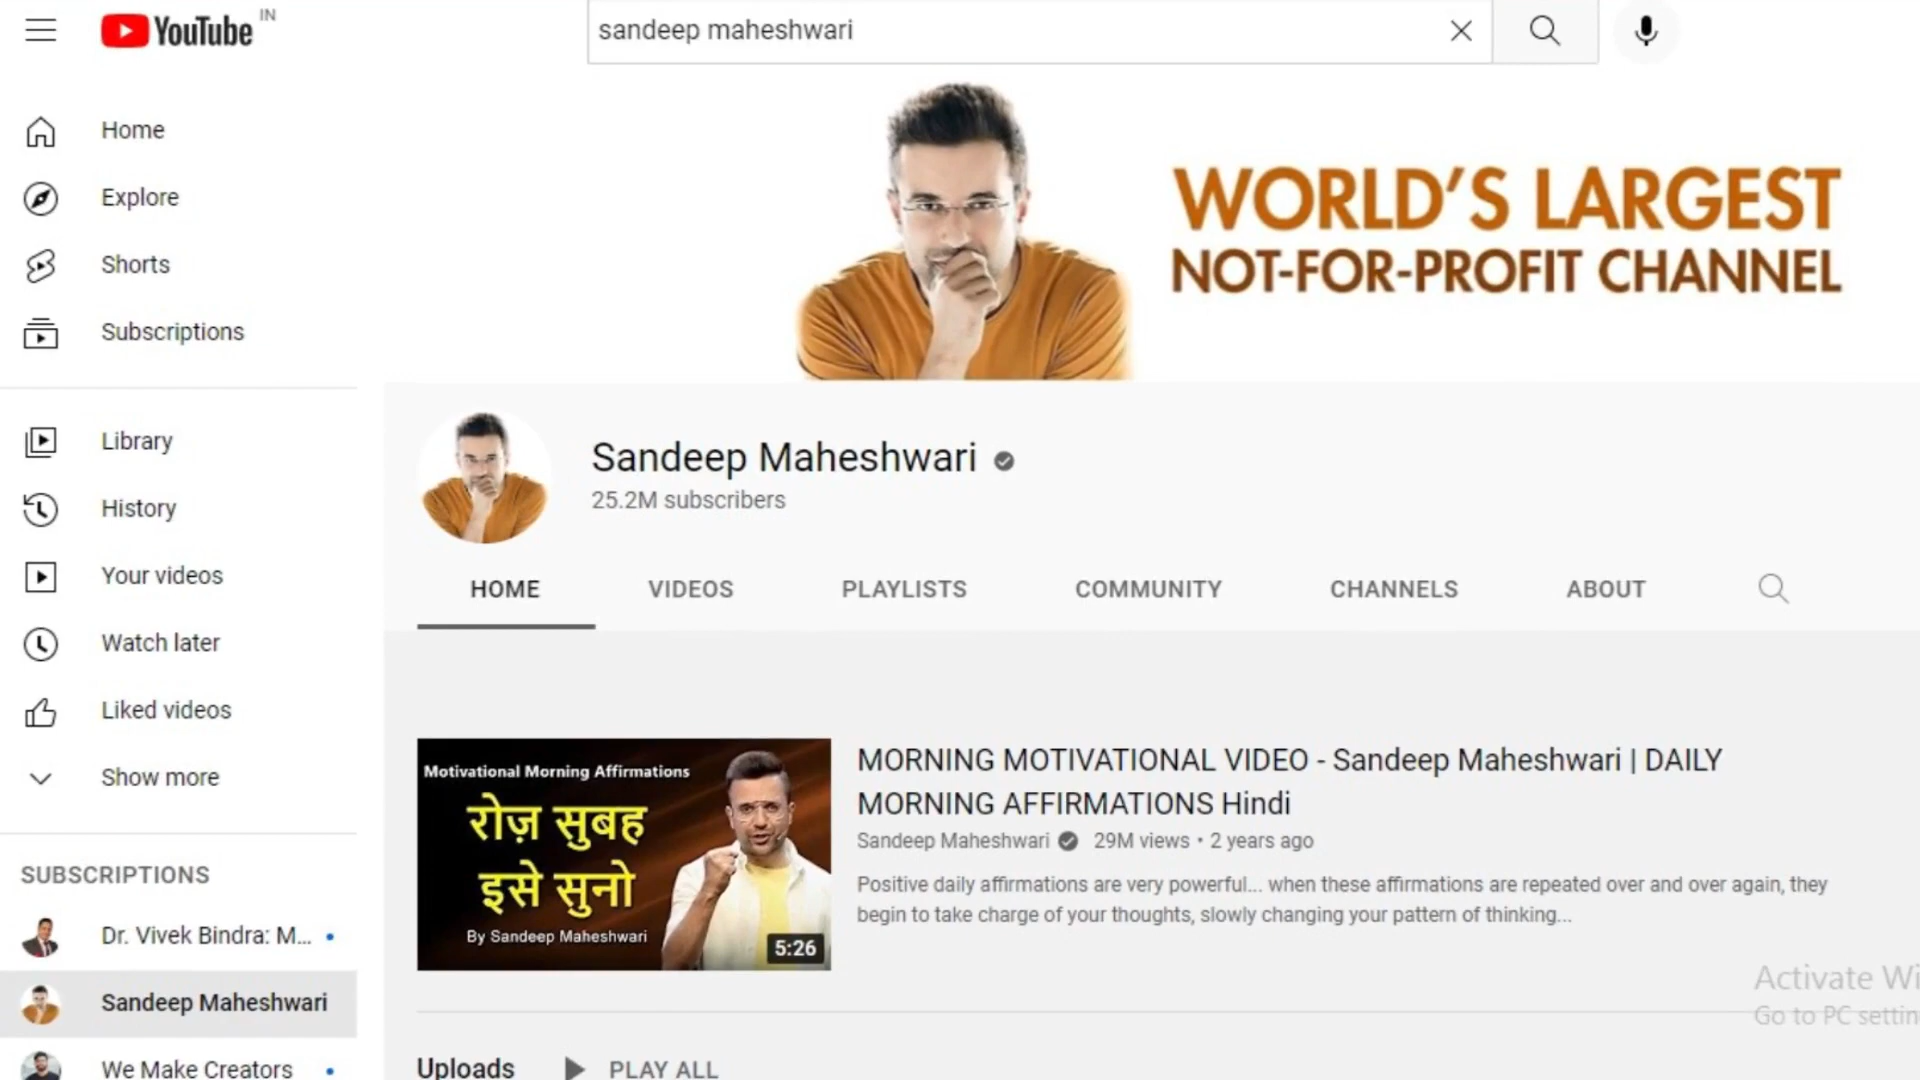 YouTube IN
sandeep maheshwari
Home
Explore
Shorts
Subscriptions
Library
History
Your videos
Watch later
Liked videos
Show more
SUBSCRIPTIONS
Dr. Vivek Bindra: M...
Sandeep Maheshwari
We Make Creators
WORLD'S LARGEST
NOT-FOR-PROFIT CHANNEL
Sandeep Maheshwari
25.2M subscribers
HOME VIDEOS PLAYLISTS COMMUNITY CHANNELS ABOUT
Motivational Morning Affirmations
रोज़ सुबह
इसे सुनो
By Sandeep Maheshwari
5:26
MORNING MOTIVATIONAL VIDEO - Sandeep Maheshwari | DAILY
MORNING AFFIRMATIONS Hindi
Sandeep Maheshwari 29M views • 2 years ago
Positive daily affirmations are very powerful... when these affirmations are repeated over and over again, they
begin to take charge of your thoughts, slowly changing your pattern of thinking...
Activate Wi
Go to PC settin
Uploads PLAY ALL